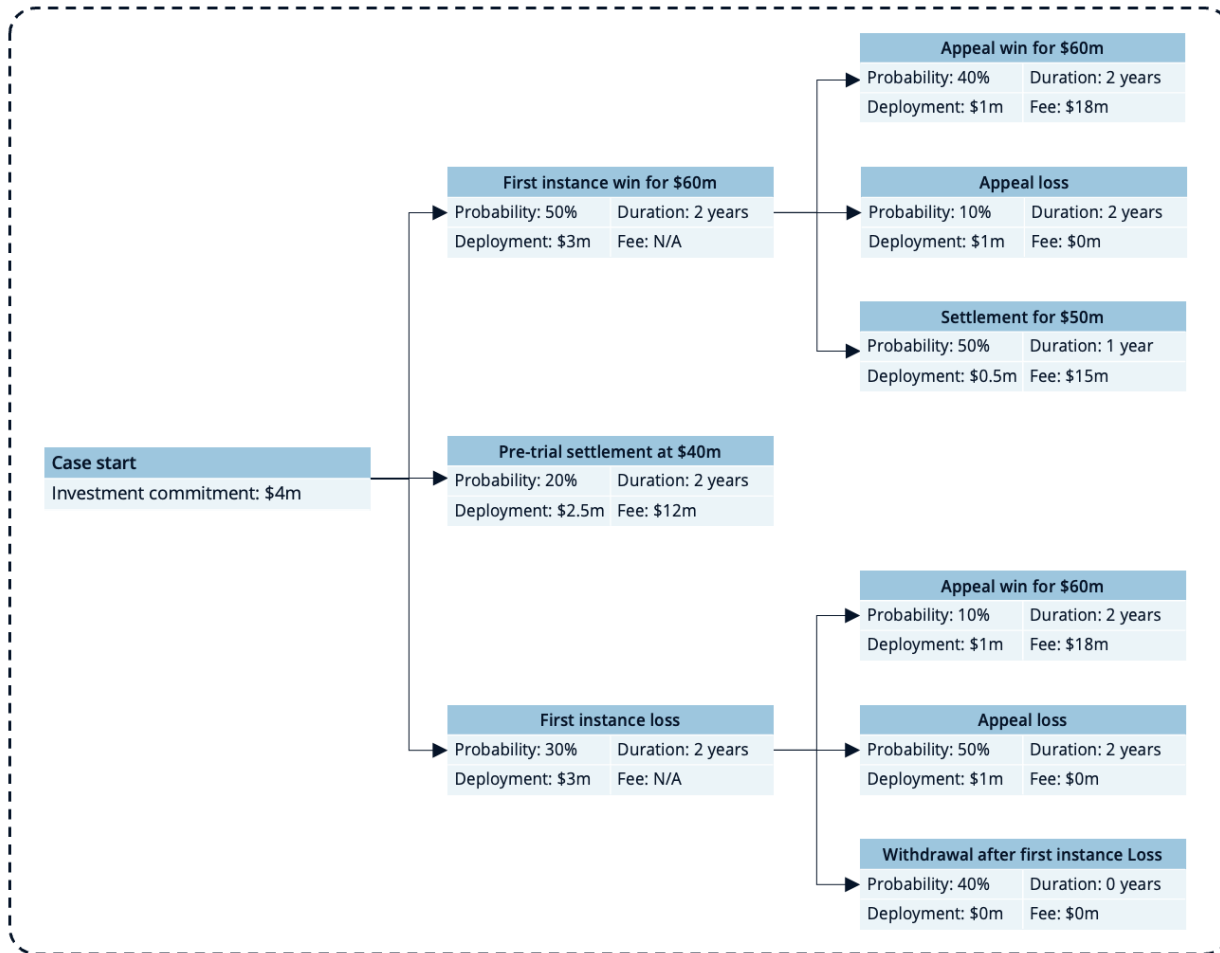 Appeal win for $60m
Probability: 40% Duration: 2 years
Deployment: $1m Fee: $18m
First instance win for $60m
Probability: 50% Duration: 2 years
Deployment: $3m Fee: N/A
Appeal loss
Probability: 10% Duration: 2 years
Deployment: $1m Fee: $0m
Settlement for $50m
Probability: 50% Duration: 1 year
Deployment: $0.5m Fee: $15m
Case start
Investment commitment: $4m
Pre-trial settlement at $40m
Probability: 20% Duration: 2 years
Deployment: $2.5m Fee: $12m
Appeal win for $60m
Probability: 10% Duration: 2 years
Deployment: $1m Fee: $18m
First instance loss
Probability: 30% Duration: 2 years
Deployment: $3m Fee: N/A
Appeal loss
Probability: 50% Duration: 2 years
Deployment: $1m Fee: $0m
Withdrawal after first instance Loss
Probability: 40% Duration: 0 years
Deployment: $0m Fee: $0m